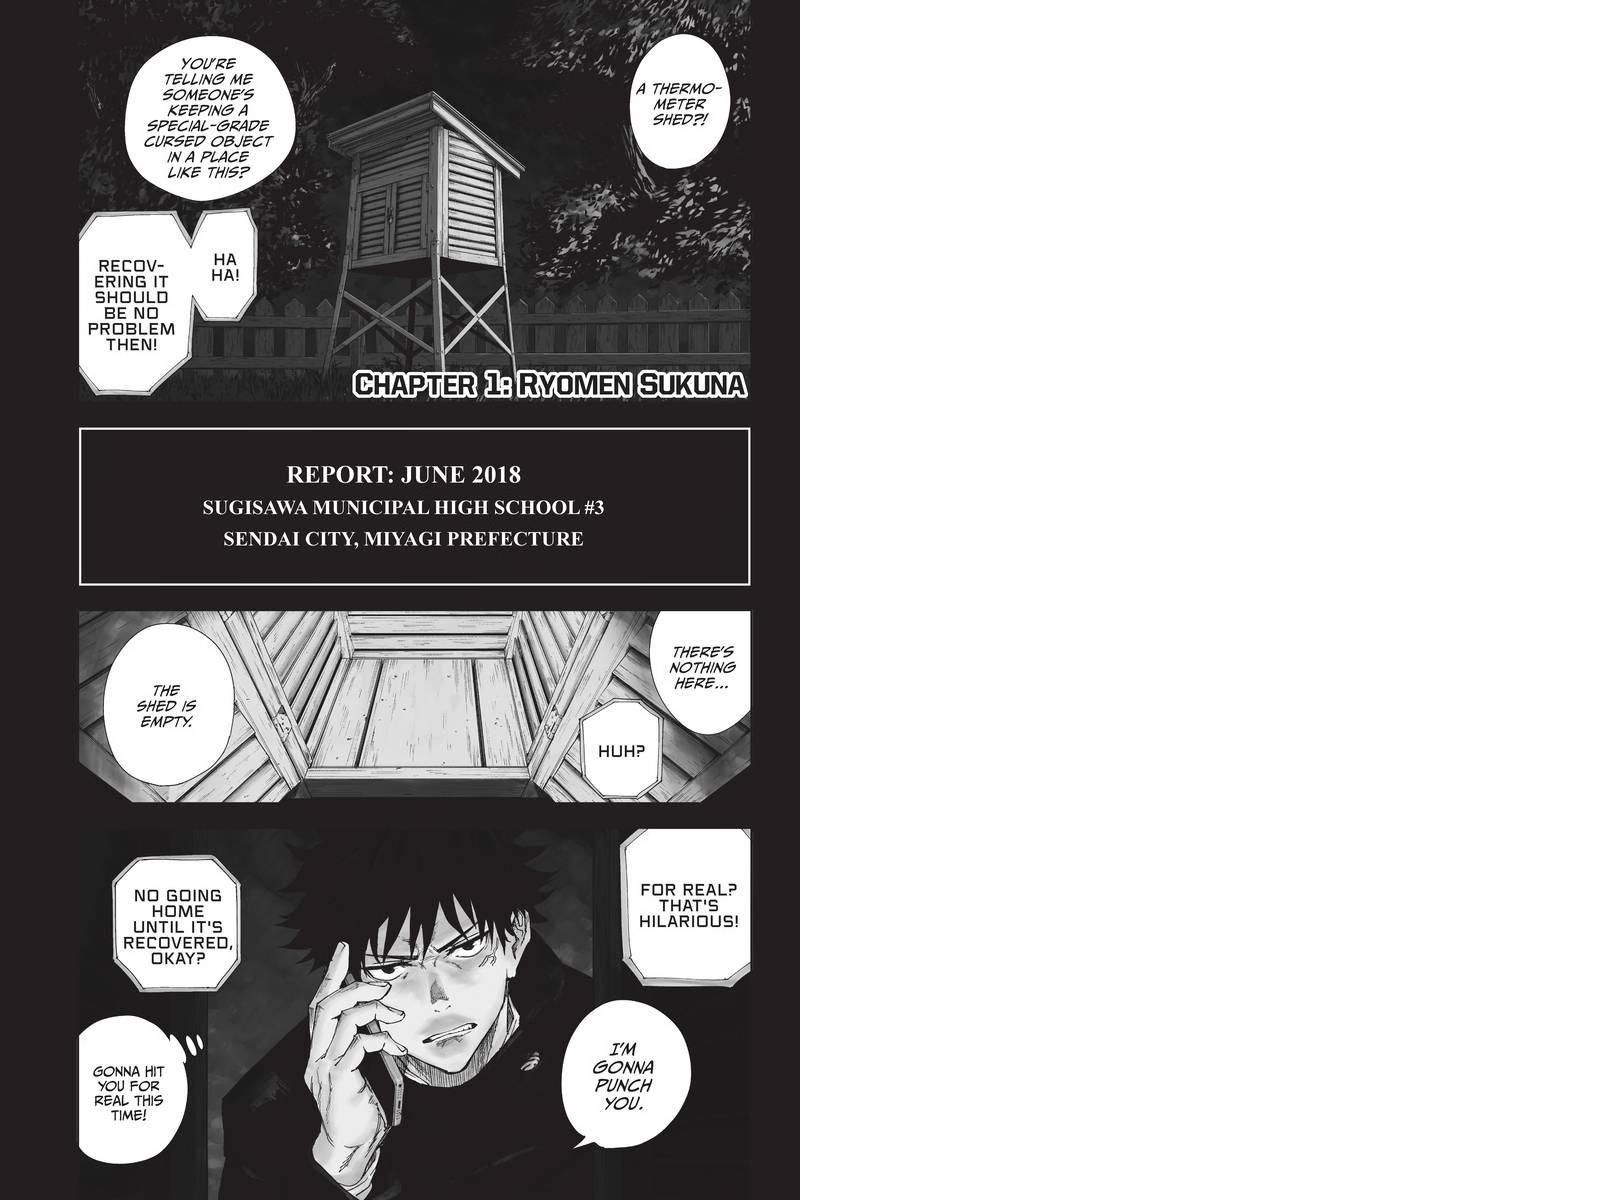 A THERMO-
METER
SHED?!
YOU'RE
TELLING ME
SOMEONE'S
KEEPING A
SPECIAL-GRADE
CURSED OBJECT
IN A PLACE
LIKE THIS?
HA
HA!
RECOV-
ERING IT
SHOULD
BE NO
PROBLEM
THEN!
CHAPTER 1: RYOMEN SUKUNA
REPORT: JUNE 2018
SUGISAWA MUNICIPAL HIGH SCHOOL #3
SENDAI CITY, MIYAGI PREFECTURE
THERE'S
NOTHING
HERE...
HUH?
THE
SHED IS
EMPTY.
FOR REAL?
THAT'S
HILARIOUS!
NO GOING
HOME
UNTIL IT'S
RECOVERED,
OKAY?
I'M
GONNA
PUNCH
YOU.
GONNA HIT
YOU FOR
REAL THIS
TIME!